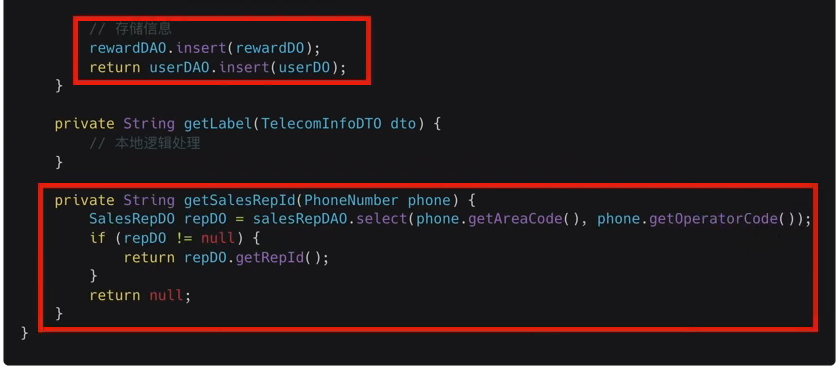 // 存储信息
rewardDAO.insert(rewardDO);
return userDAO.insert(userDO);
}
private String getLabel(TelecomInfoDTO dto) {
// 本地逻辑处理
}
private String getSalesRepId(PhoneNumber phone) {
SalesRepDO repDO = salesRepDAO.select(phone.getAreaCode(), phone.getOperatorCode());
if (repDO != null) {
return repDO.getRepId();
}
return null;
}
}